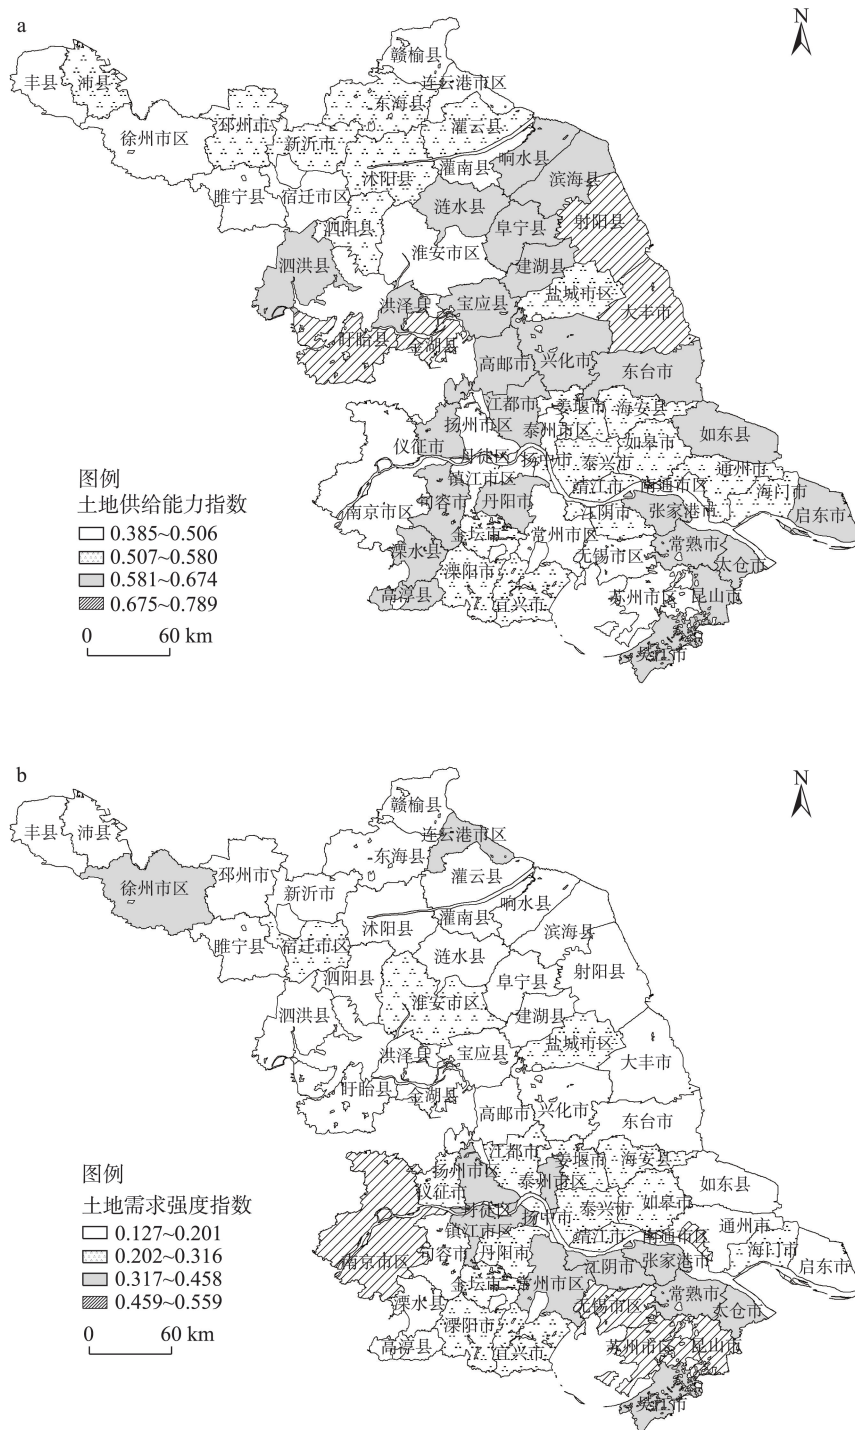 a
N
赣榆县
丰县
沛县
连云港市区
东海县
徐州市区
邳州市
灌云县
新沂市
响水县
灌南县
沭阳县
滨海县
睢宁县
宿迁市区
涟水县
射阳县
泗阳县
阜宁县
淮安市区
泗洪县
建湖县
盐城市区
洪泽县
宝应县
大丰市
盱眙县
金湖县
高邮市
兴化市
东台市
江都市
姜堰市
海安县
扬州市区
泰州市区
如东县
仪征市
如皋市
丹徒区
扬中市
泰兴市
通州市
镇江市区
靖江市
南通市区
海门市
南京市区
句容市
丹阳市
江阴市
张家港市
启东市
金坛市
常州市区
溧水县
无锡市区
常熟市
太仓市
溧阳市
高淳县
宜兴市
苏州市区
昆山市
吴江市
图例
土地供给能力指数
0.385~0.506
0.507~0.580
0.581~0.674
0.675~0.789
0 60 km
b
N
赣榆县
丰县
沛县
连云港市区
东海县
徐州市区
邳州市
灌云县
新沂市
响水县
灌南县
沭阳县
滨海县
睢宁县
宿迁市区
涟水县
射阳县
泗阳县
阜宁县
淮安市区
泗洪县
建湖县
盐城市区
洪泽县
宝应县
大丰市
盱眙县
金湖县
高邮市
兴化市
东台市
江都市
姜堰市
海安县
扬州市区
泰州市区
如东县
仪征市
如皋市
丹徒区
扬中市
泰兴市
通州市
镇江市区
靖江市
南通市区
海门市
南京市区
句容市
丹阳市
江阴市
张家港市
启东市
金坛市
常州市区
溧水县
无锡市区
常熟市
太仓市
溧阳市
高淳县
宜兴市
苏州市区
昆山市
吴江市
图例
土地需求强度指数
0.127~0.201
0.202~0.316
0.317~0.458
0.459~0.559
0 60 km